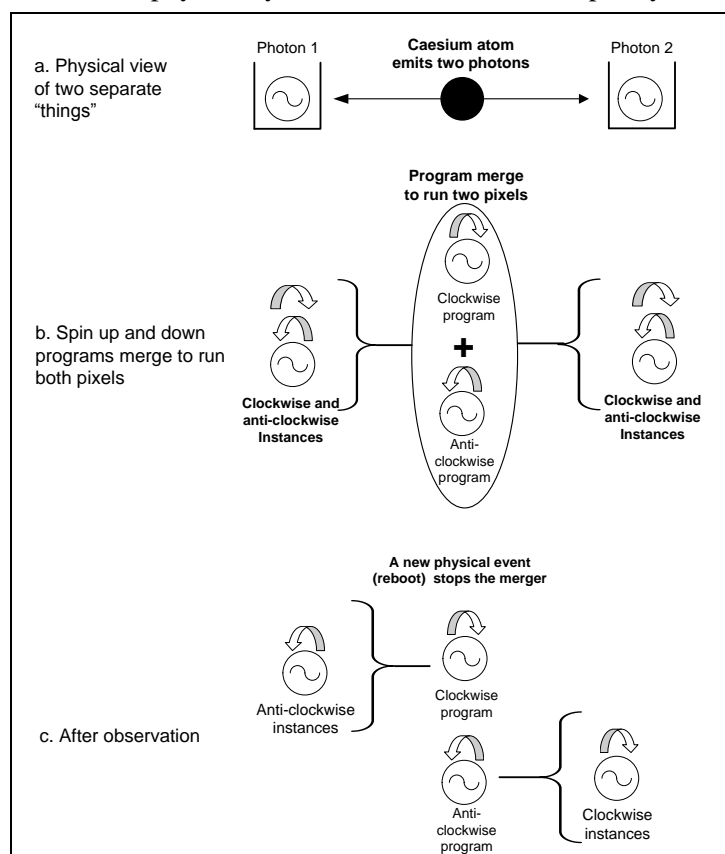 Photon 1
Caesium atom
emits two photons
Photon 2
a. Physical view
of two separate
“things”
Program merge
to run two pixels
Clockwise
program
+
Anti-
clockwise
program
b. Spin up and down
programs merge to run
both pixels
Clockwise and
anti-clockwise
Instances
Clockwise and
anti-clockwise
Instances
A new physical event
(reboot) stops the merger
Anti-clockwise
instances
Clockwise
program
c. After observation
Anti-
clockwise
program
Clockwise
instances